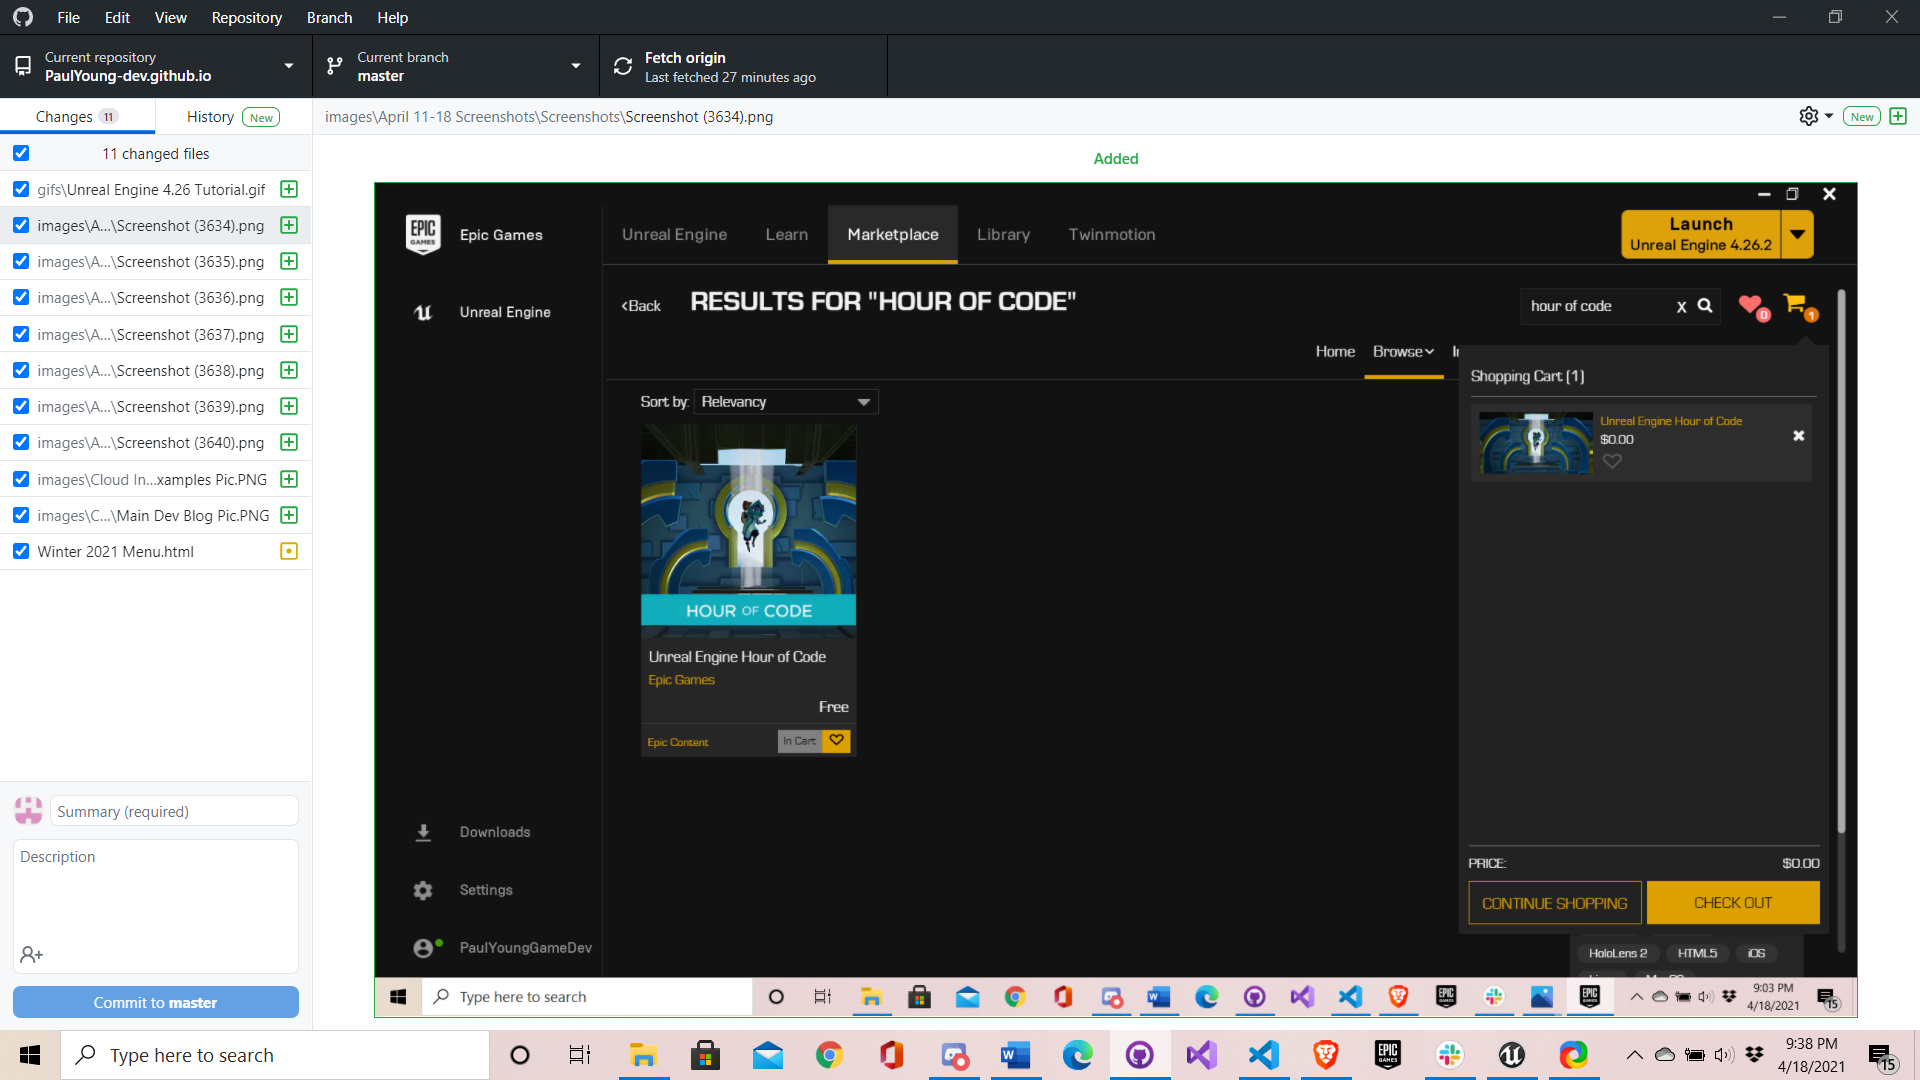 File Edit View Repository Branch Help
Current repository
PaulYoung-dev.github.io
Current branch
master
Fetch origin
Last fetched 27 minutes ago
Changes 11
History New
images\April 11-18 Screenshots\Screenshots\Screenshot (3634).png
New
11 changed files
gifs\Unreal Engine 4.26 Tutorial.gif
images\A...\Screenshot (3634).png
images\A...\Screenshot (3635).png
images\A...\Screenshot (3636).png
images\A...\Screenshot (3637).png
images\A...\Screenshot (3638).png
images\A...\Screenshot (3639).png
images\A...\Screenshot (3640).png
images\Cloud In...xamples Pic.PNG
images\C...\Main Dev Blog Pic.PNG
Winter 2021 Menu.html
Summary (required)
Description
Commit to master
Added
EPIC GAMES
Epic Games
Unreal Engine
Downloads
Settings
PaulYoungGameDev
Unreal Engine Learn Marketplace Library Twinmotion
Launch
Unreal Engine 4.26.2
<Back
RESULTS FOR "HOUR OF CODE"
hour of code X
0
1
Home Browse
Sort by: Relevancy
HOUR OF CODE
Unreal Engine Hour of Code
Epic Games
Free
Epic Content
In Cart
Shopping Cart (1)
Unreal Engine Hour of Code
$0.00
PRICE: $0.00
CONTINUE SHOPPING CHECK OUT
HoloLens 2 HTML5 iOS
Type here to search
9:03 PM
4/18/2021
15
Type here to search
9:38 PM
4/18/2021
15